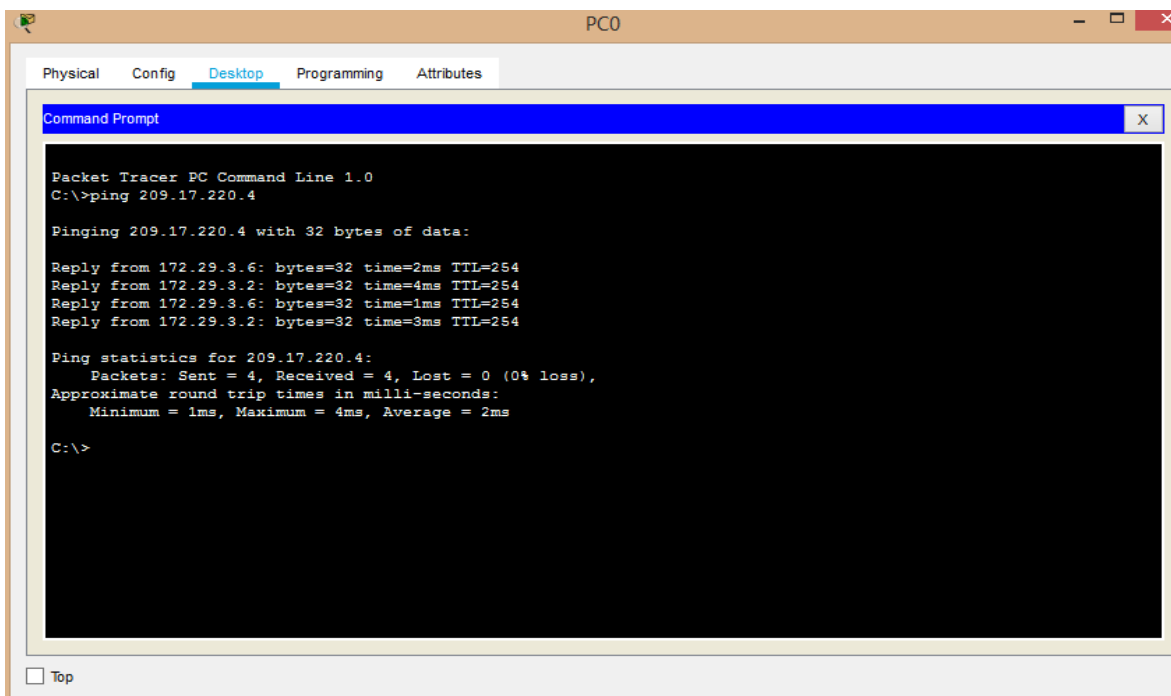 PC0
Physical Config Desktop Programming Attributes
Command Prompt X
Packet Tracer PC Command Line 1.0
C:\>ping 209.17.220.4
Pinging 209.17.220.4 with 32 bytes of data:
Reply from 172.29.3.6: bytes=32 time=2ms TTL=254
Reply from 172.29.3.2: bytes=32 time=4ms TTL=254
Reply from 172.29.3.6: bytes=32 time=1ms TTL=254
Reply from 172.29.3.2: bytes=32 time=3ms TTL=254
Ping statistics for 209.17.220.4:
    Packets: Sent = 4, Received = 4, Lost = 0 (0% loss),
Approximate round trip times in milli-seconds:
    Minimum = 1ms, Maximum = 4ms, Average = 2ms
C:\>
Top